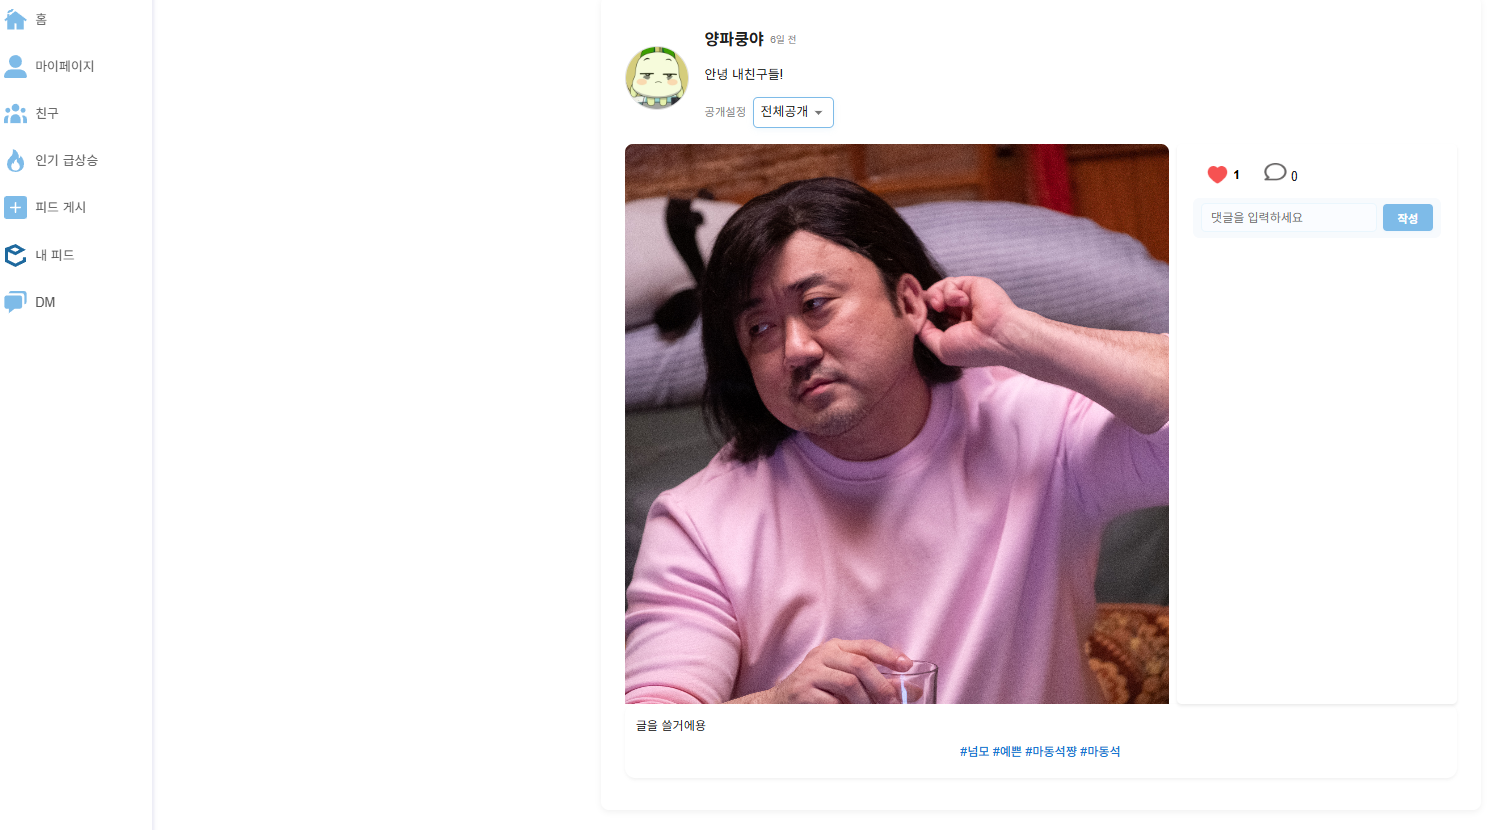 홈
마이페이지
친구
인기 급상승
피드 게시
내 피드
DM
양파쿵야 6일 전
안녕 내친구들!
공개설정 전체공개
1 0
댓글을 입력하세요 작성
글을 쓸거에용
#넘모 #예쁜 #마동석짱 #마동석